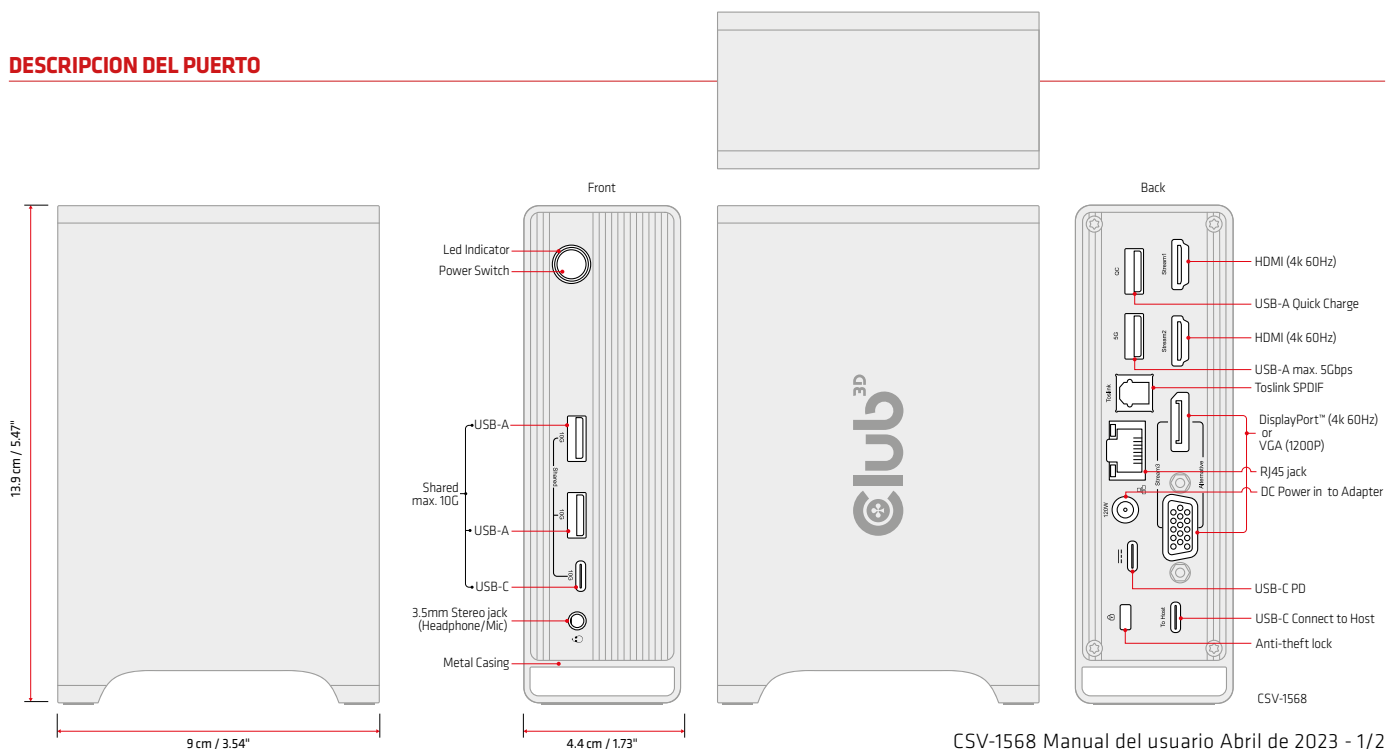 DESCRIPCION DEL PUERTO
Front
Back
Led Indicator
Power Switch
USB-A
Shared
max. 10G
USB-A
USB-C
3.5mm Stereo jack
(Headphone/Mic)
Metal Casing
10G
Shared
10G
10G
13.9 cm / 5.47"
9 cm / 3.54"
4.4 cm / 1.73"
Club 3D
QC
Stream1
5G
Stream2
Toslink
Stream3
Alternative
120W
To Host
HDMI (4k 60Hz)
USB-A Quick Charge
HDMI (4k 60Hz)
USB-A max. 5Gbps
Toslink SPDIF
DisplayPort™ (4k 60Hz)
or
VGA (1200P)
RJ45 jack
DC Power in to Adapter
USB-C PD
USB-C Connect to Host
Anti-theft lock
CSV-1568
CSV-1568 Manual del usuario Abril de 2023 - 1/2